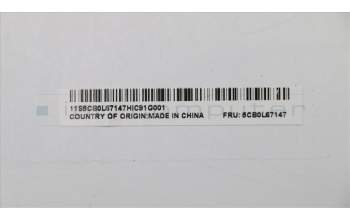 11S5CB0L67147HIC91G001
COUNTRY OF ORIGIN:MADE IN CHINA FRU: 5CB0L67147